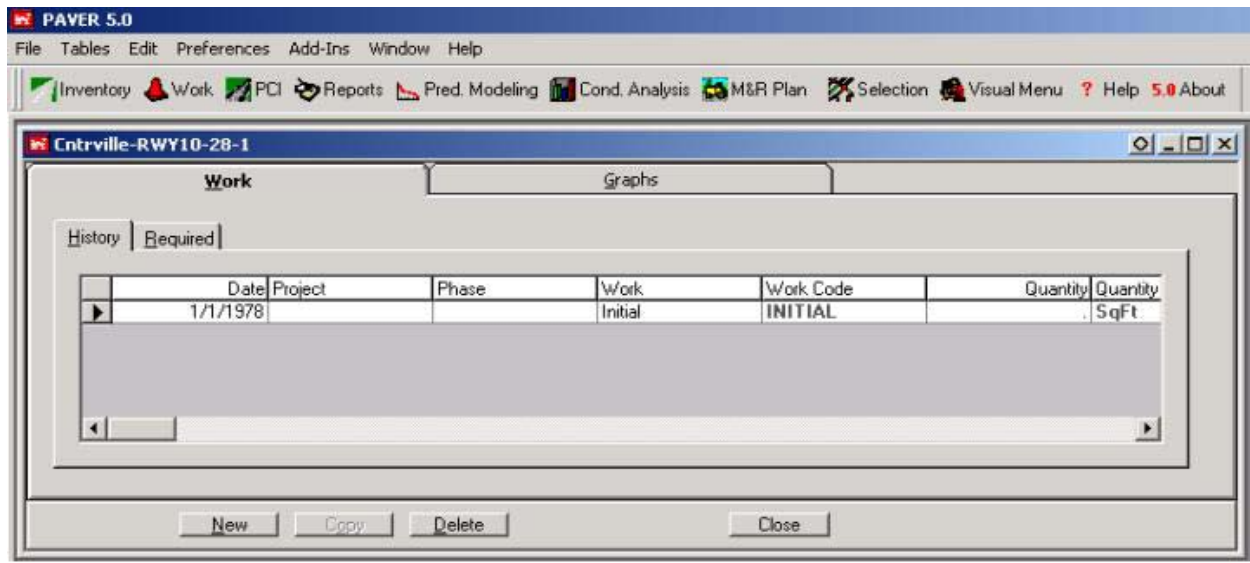 PAVER 5.0
File Tables Edit Preferences Add-Ins Window Help
Inventory Work PCI Reports Pred. Modeling Cond. Analysis M&R Plan Selection Visual Menu ? Help 5.0 About
Cntrville-RWY10-28-1
Work Graphs
History Required
Date Project Phase Work Work Code Quantity Quantity
1/1/1978 Initial INITIAL . SqFt
New Copy Delete Close